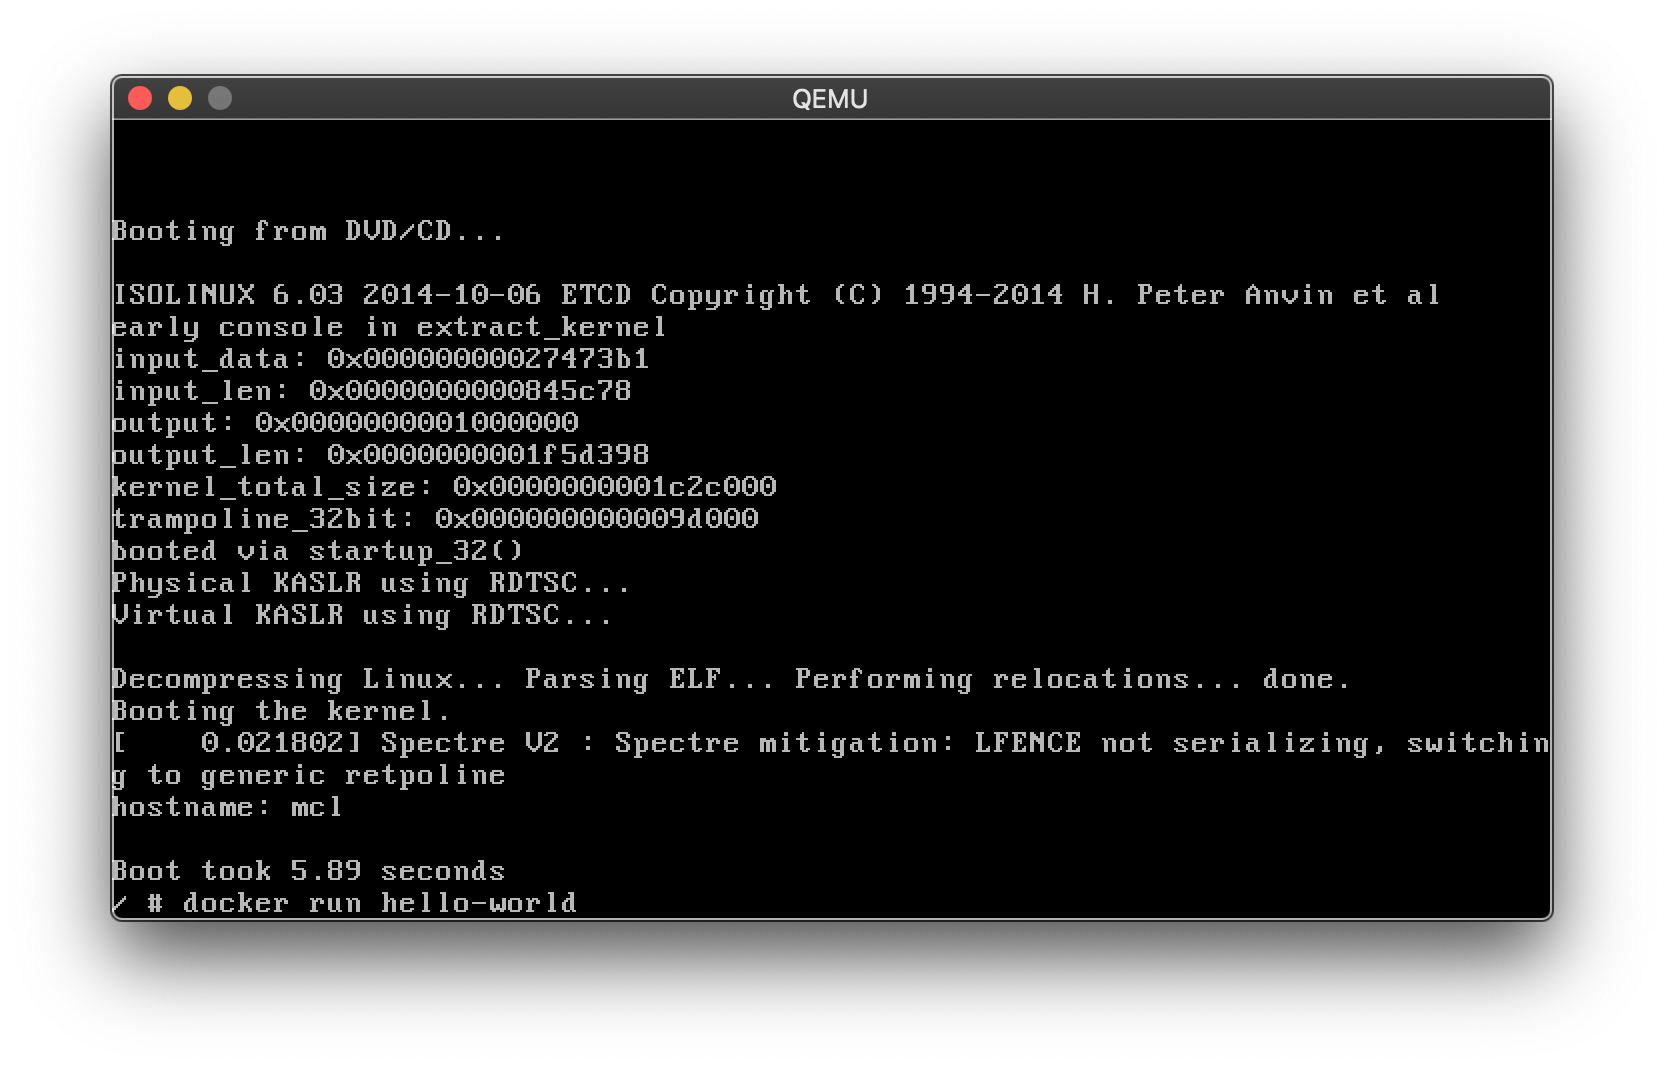 QEMU
Booting from DVD/CD...
ISOLINUX 6.03 2014-10-06 ETCD Copyright (C) 1994-2014 H. Peter Anvin et al
early console in extract_kernel
input_data: 0x00000000027473b1
input_len: 0x0000000000845c78
output: 0x0000000001000000
output_len: 0x0000000001f5d398
kernel_total_size: 0x0000000001c2c000
trampoline_32bit: 0x000000000009d000
booted via startup_32()
Physical KASLR using RDTSC...
Virtual KASLR using RDTSC...
Decompressing Linux... Parsing ELF... Performing relocations... done.
Booting the kernel.
[    0.021802] Spectre V2 : Spectre mitigation: LFENCE not serializing, switchin
g to generic retpoline
hostname: mcl
Boot took 5.89 seconds
/ # docker run hello-world